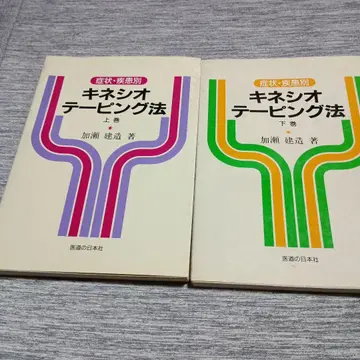 症状・疾患別
キネシオ
テーピング法
上巻
加瀬 建造 著
医道の日本社
症状・疾患別
キネシオ
テーピング法
下巻
加瀬 建造 著
医道の日本社